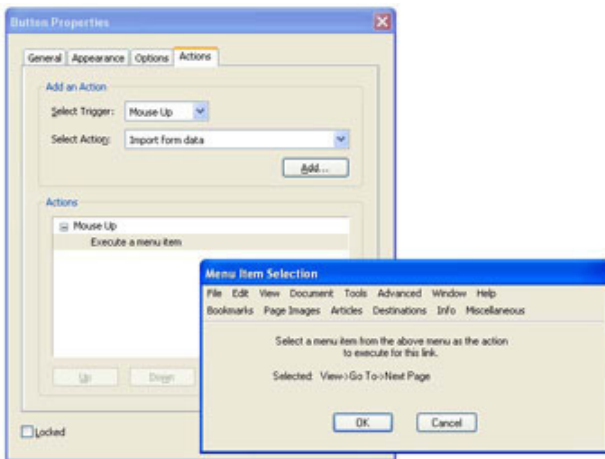 Button Properties
General Appearance Options Actions
Add an Action
Select Trigger: Mouse Up
Select Action: Import form data
Add...
Actions
Mouse Up
Execute a menu item
Menu Item Selection
File Edit View Document Tools Advanced Window Help
Bookmarks Page Images Articles Destinations Info Miscellaneous
Select a menu item from the above menu as the action
to execute for this link.
Selected: View->Go To->Next Page
Up Down
OK Cancel
Locked